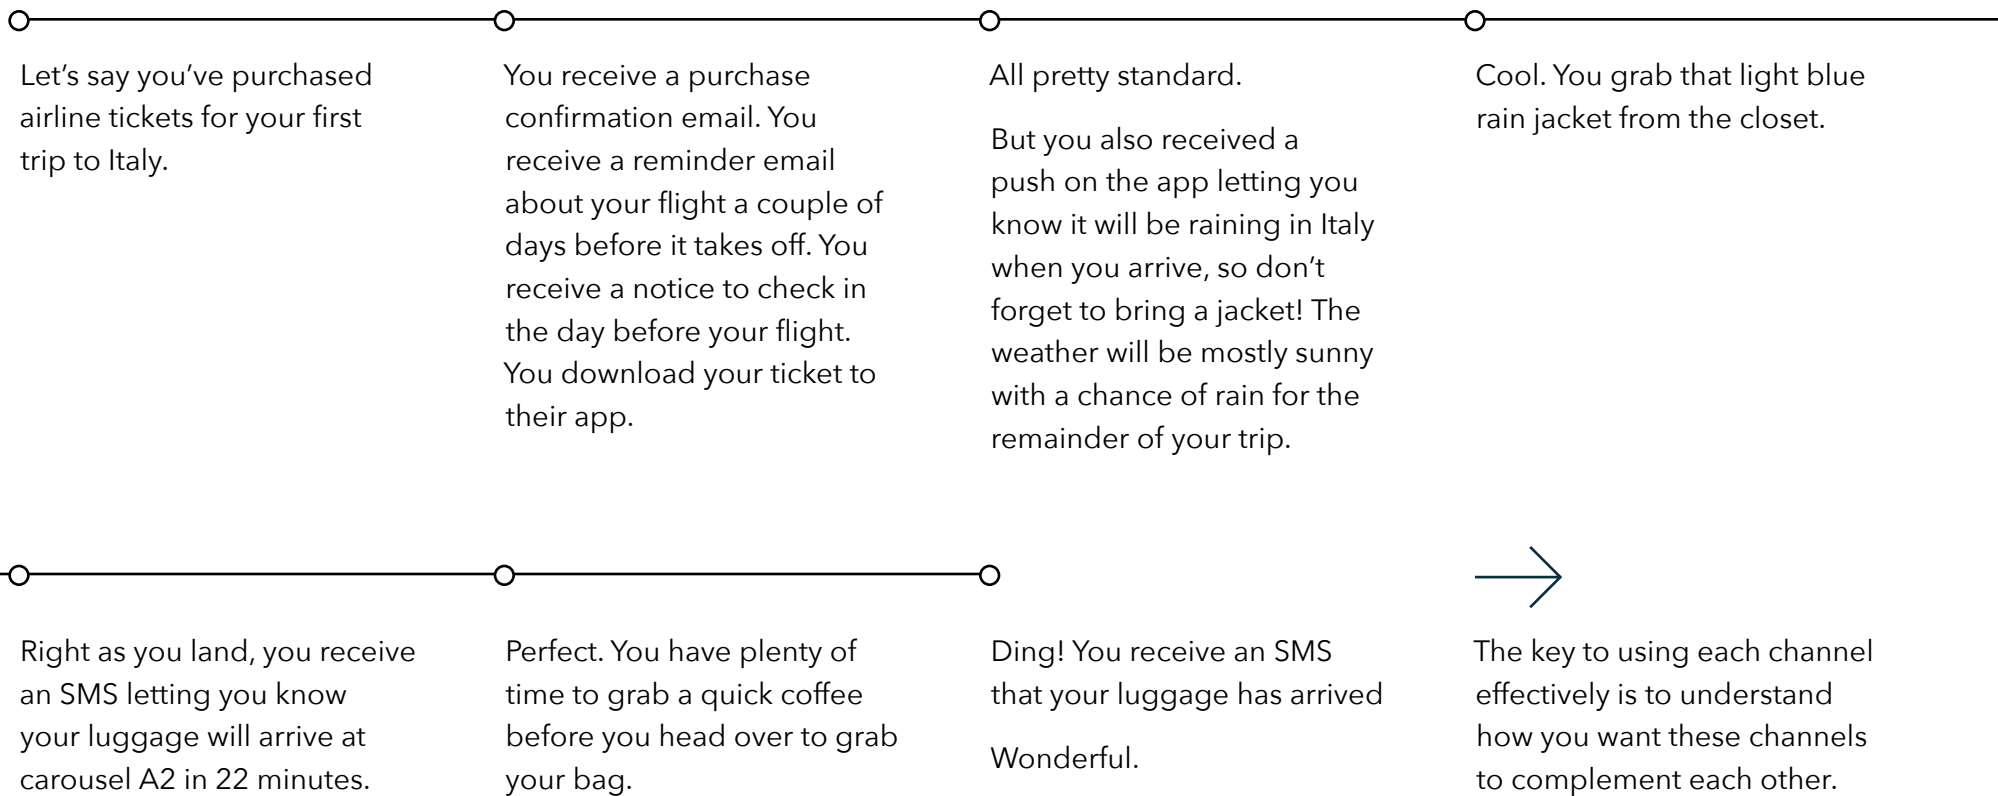 Let’s say you’ve purchased
airline tickets for your first
trip to Italy.
You receive a purchase
confirmation email. You
receive a reminder email
about your flight a couple of
days before it takes off. You
receive a notice to check in
the day before your flight.
You download your ticket to
their app.
All pretty standard.
But you also received a
push on the app letting you
know it will be raining in Italy
when you arrive, so don’t
forget to bring a jacket! The
weather will be mostly sunny
with a chance of rain for the
remainder of your trip.
Cool. You grab that light blue
rain jacket from the closet.
Right as you land, you receive
an SMS letting you know
your luggage will arrive at
carousel A2 in 22 minutes.
Perfect. You have plenty of
time to grab a quick coffee
before you head over to grab
your bag.
Ding! You receive an SMS
that your luggage has arrived
Wonderful.
The key to using each channel
effectively is to understand
how you want these channels
to complement each other.